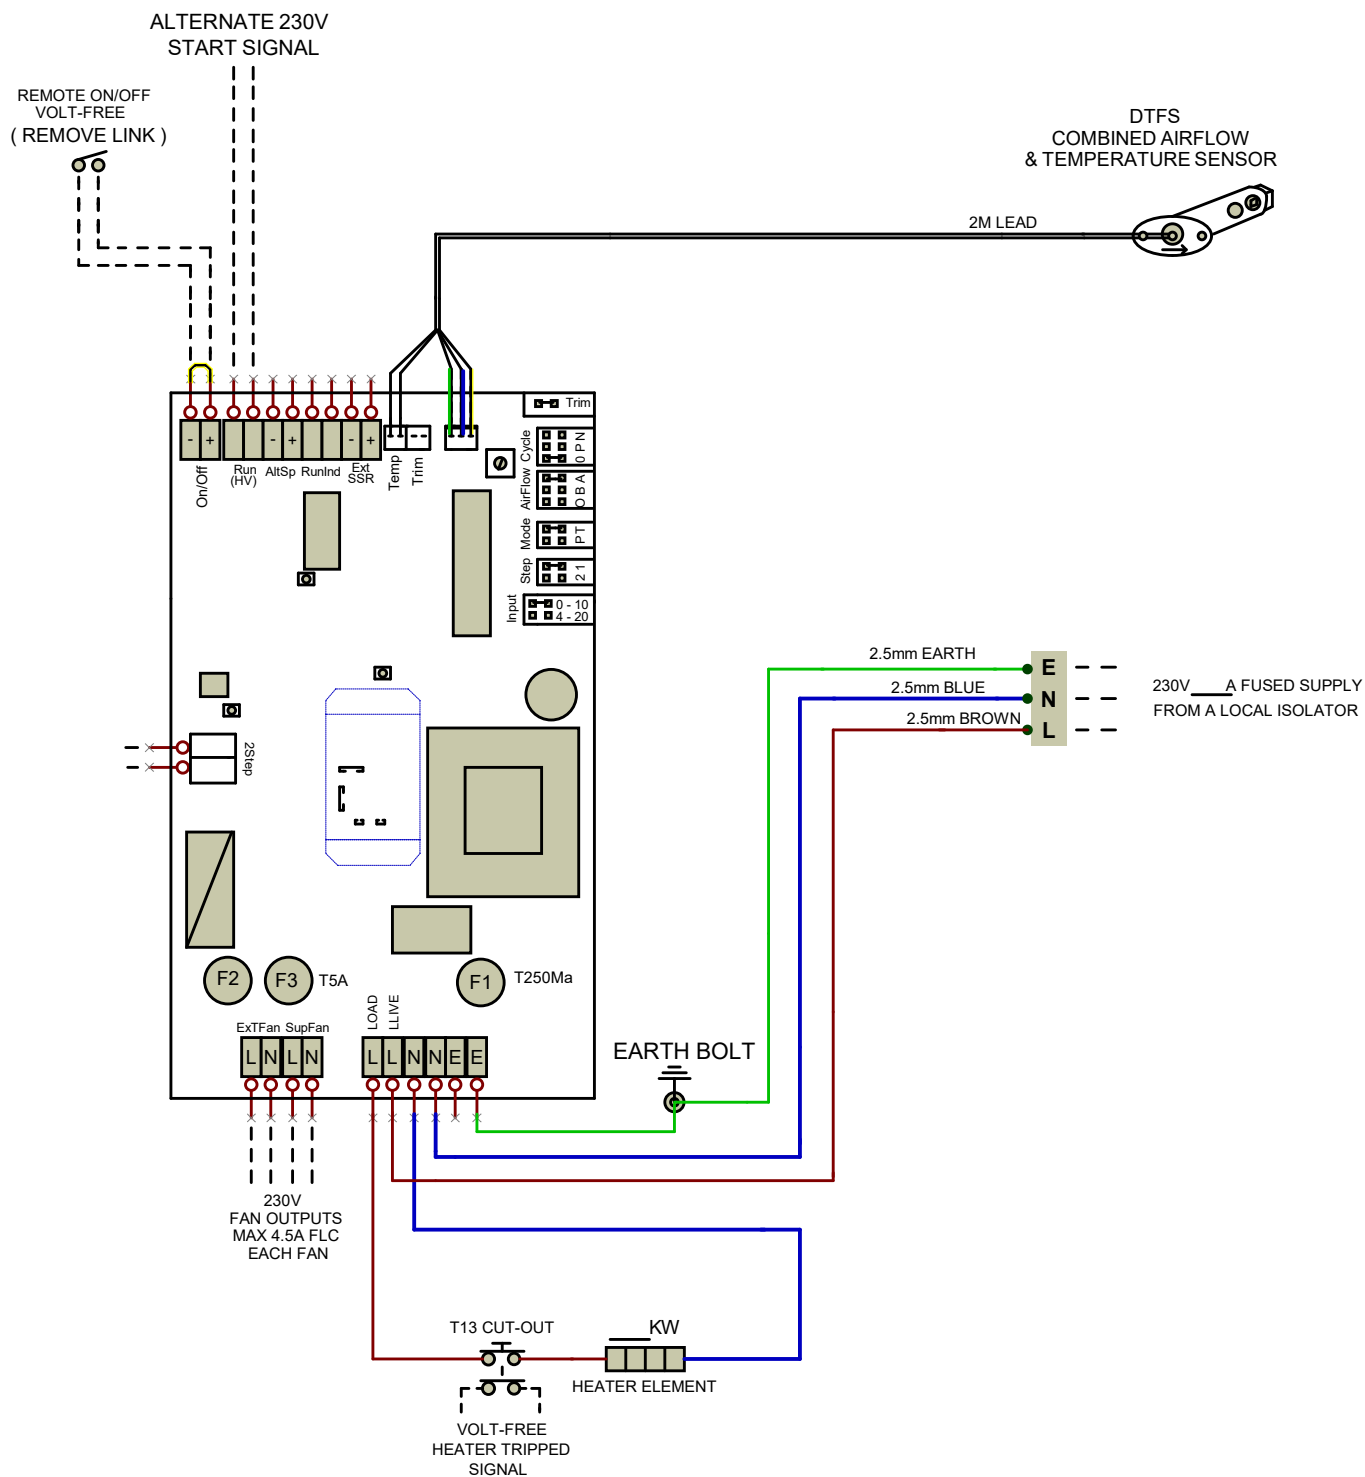 ALTERNATE 230V
START SIGNAL
REMOTE ON/OFF
VOLT-FREE
( REMOVE LINK )
DTFS
COMBINED AIRFLOW
& TEMPERATURE SENSOR
2M LEAD
- +
- +
- +
On/Off
Run
(HV)
AltSp
RunInd
Ext
SSR
Temp
Trim
Trim
Cycle
0 P N
AirFlow
O B A
Mode
P T
Step
2 1
Input
0 - 10
4 - 20
2.5mm EARTH
2.5mm BLUE
2.5mm BROWN
E
N
L
230V ____A FUSED SUPPLY
FROM A LOCAL ISOLATOR
2Step
F2
F3
T5A
F1
T250Ma
ExTFan SupFan
LOAD
LLIVE
L N L N
L L N N E E
EARTH BOLT
230V
FAN OUTPUTS
MAX 4.5A FLC
EACH FAN
T13 CUT-OUT
____KW
HEATER ELEMENT
VOLT-FREE
HEATER TRIPPED
SIGNAL